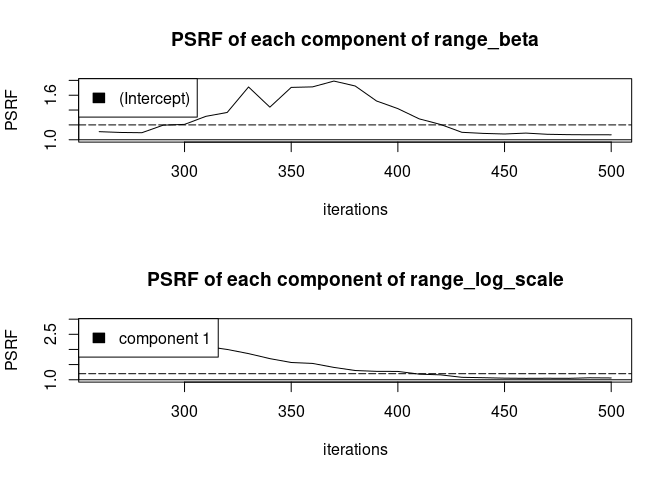 PSRF of each component of range_beta
PSRF
1.6
1.0
(Intercept)
300 350 400 450 500
iterations
PSRF of each component of range_log_scale
PSRF
2.5
1.0
component 1
300 350 400 450 500
iterations